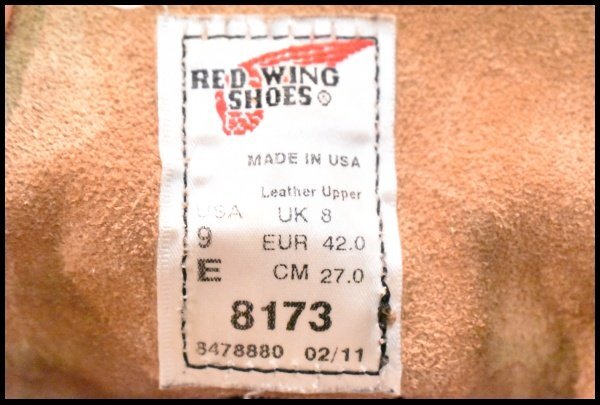 RED WING
SHOES®
MADE IN USA
Leather Upper
USA UK 8
9 EUR 42.0
E CM 27.0
8173
8478880 02/11